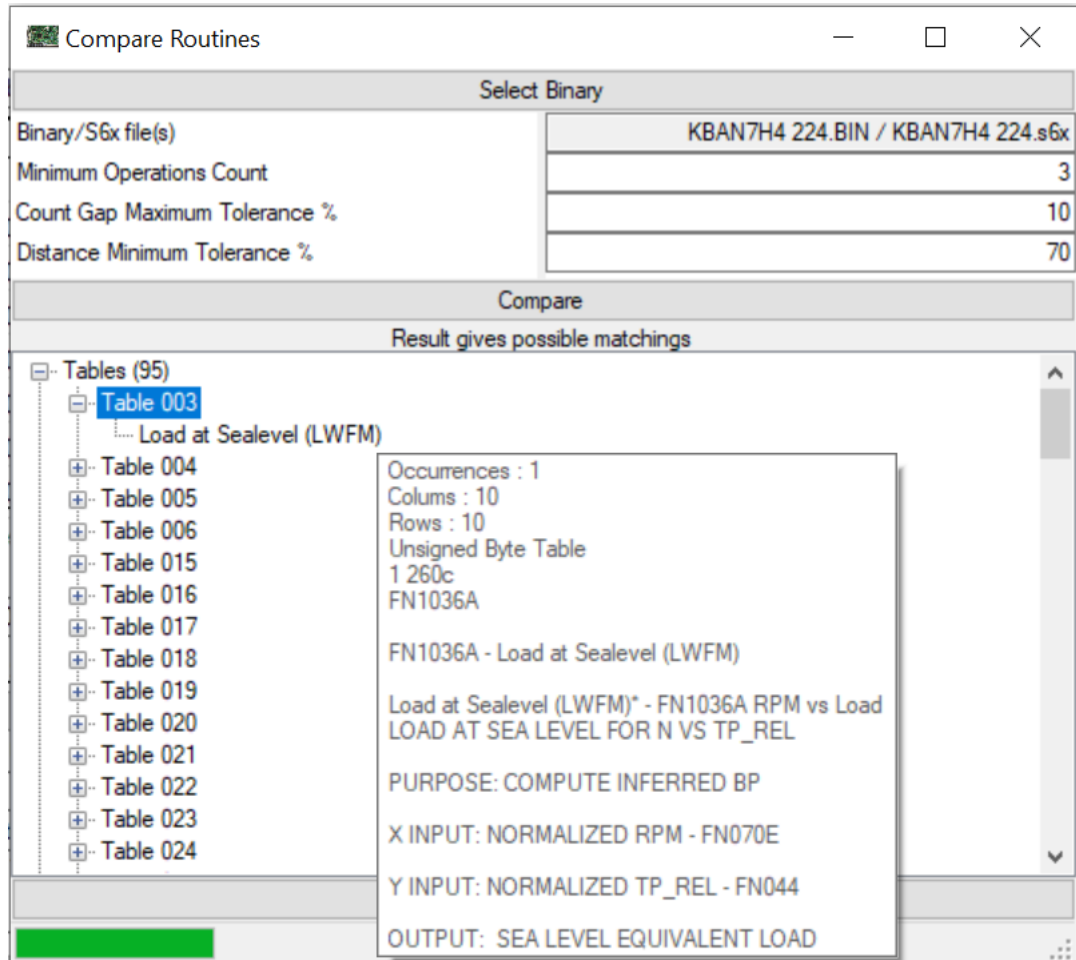 Compare Routines
Select Binary
Binary/S6x file(s)
KBAN7H4 224.BIN / KBAN7H4 224.s6x
Minimum Operations Count
3
Count Gap Maximum Tolerance %
10
Distance Minimum Tolerance %
70
Compare
Result gives possible matchings
Tables (95)
Table 003
Load at Sealevel (LWFM)
Table 004
Table 005
Table 006
Table 015
Table 016
Table 017
Table 018
Table 019
Table 020
Table 021
Table 022
Table 023
Table 024
Occurrences : 1
Colums : 10
Rows : 10
Unsigned Byte Table
1 260c
FN1036A
FN1036A - Load at Sealevel (LWFM)
Load at Sealevel (LWFM)* - FN1036A RPM vs Load
LOAD AT SEA LEVEL FOR N VS TP_REL
PURPOSE: COMPUTE INFERRED BP
X INPUT: NORMALIZED RPM - FN070E
Y INPUT: NORMALIZED TP_REL - FN044
OUTPUT:  SEA LEVEL EQUIVALENT LOAD